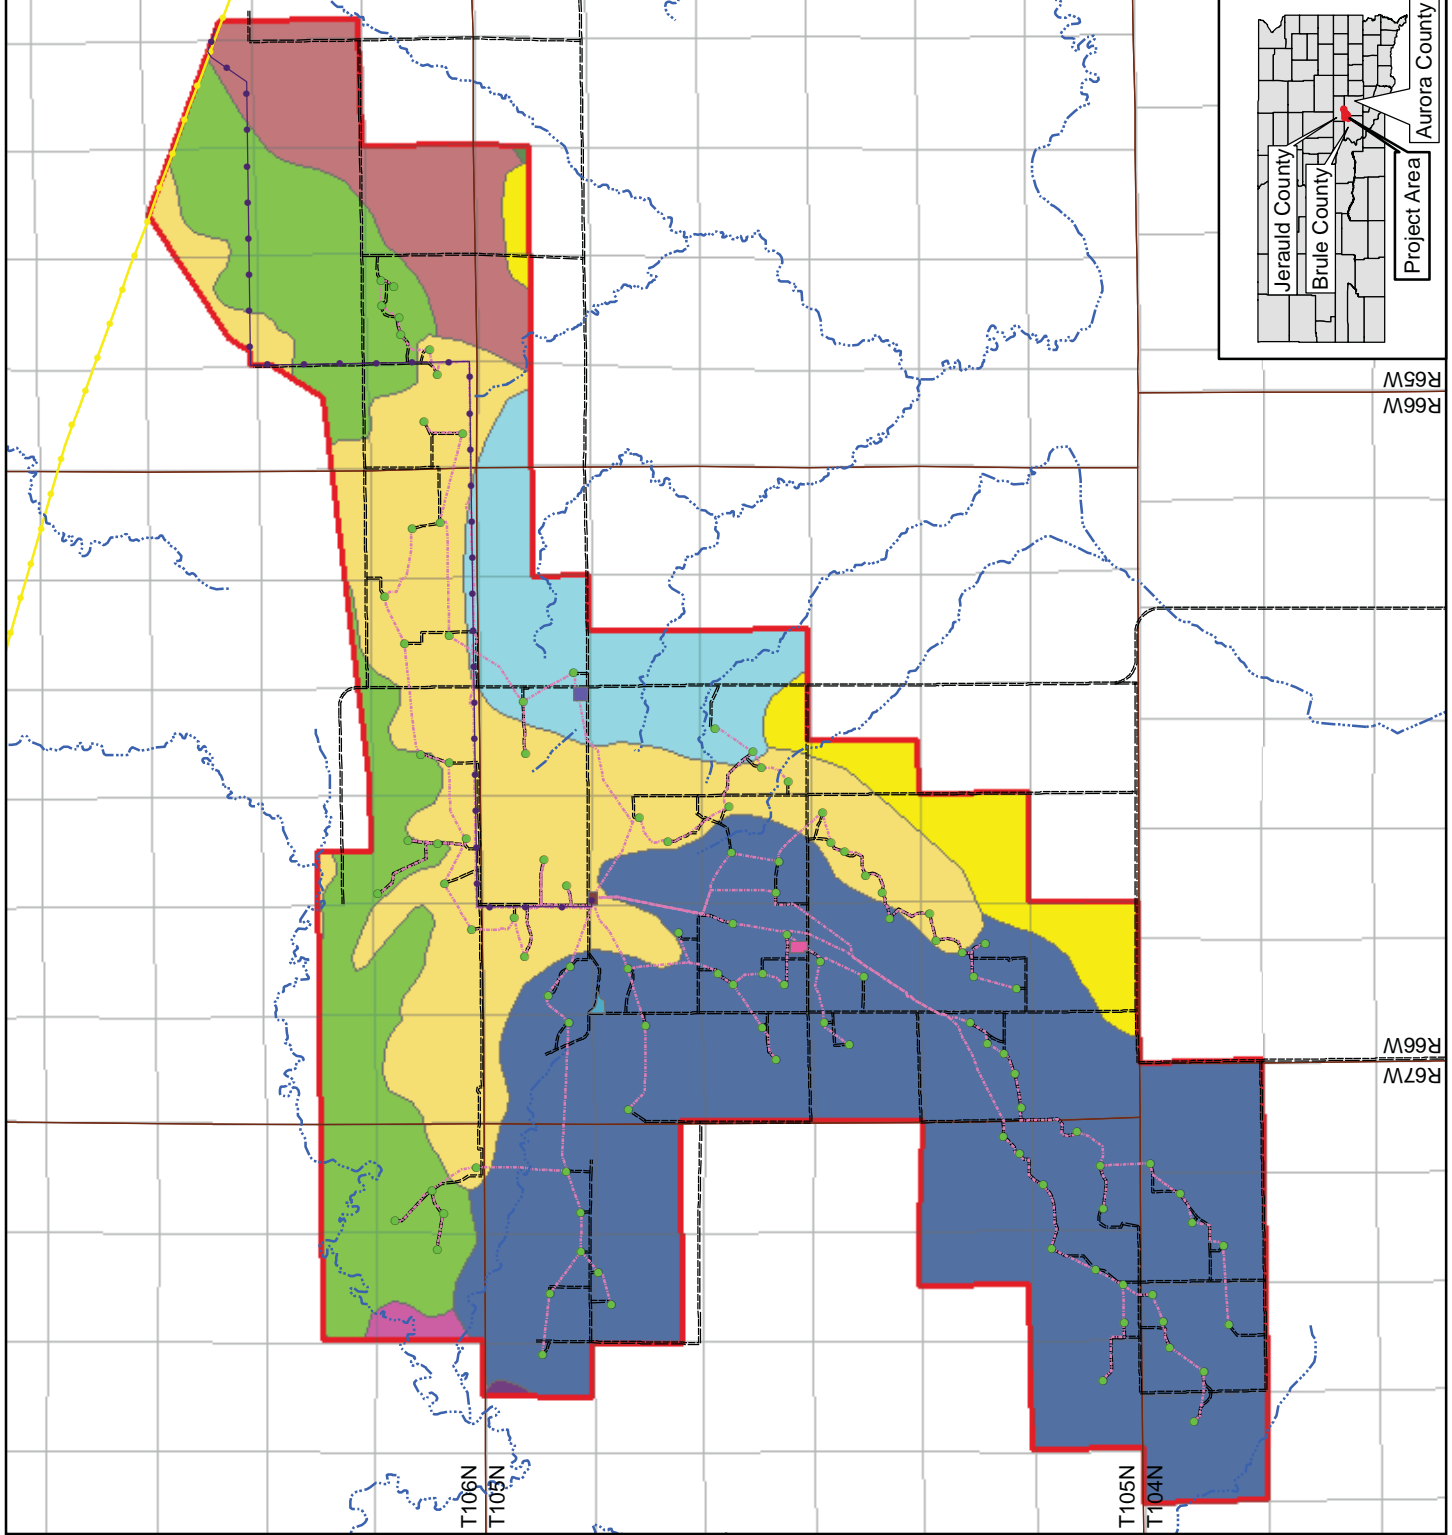 Jerauld County
Brule County
Project Area
Aurora County
R65W
R66W
R66W
R67W
T106N
T105N
T105N
T104N